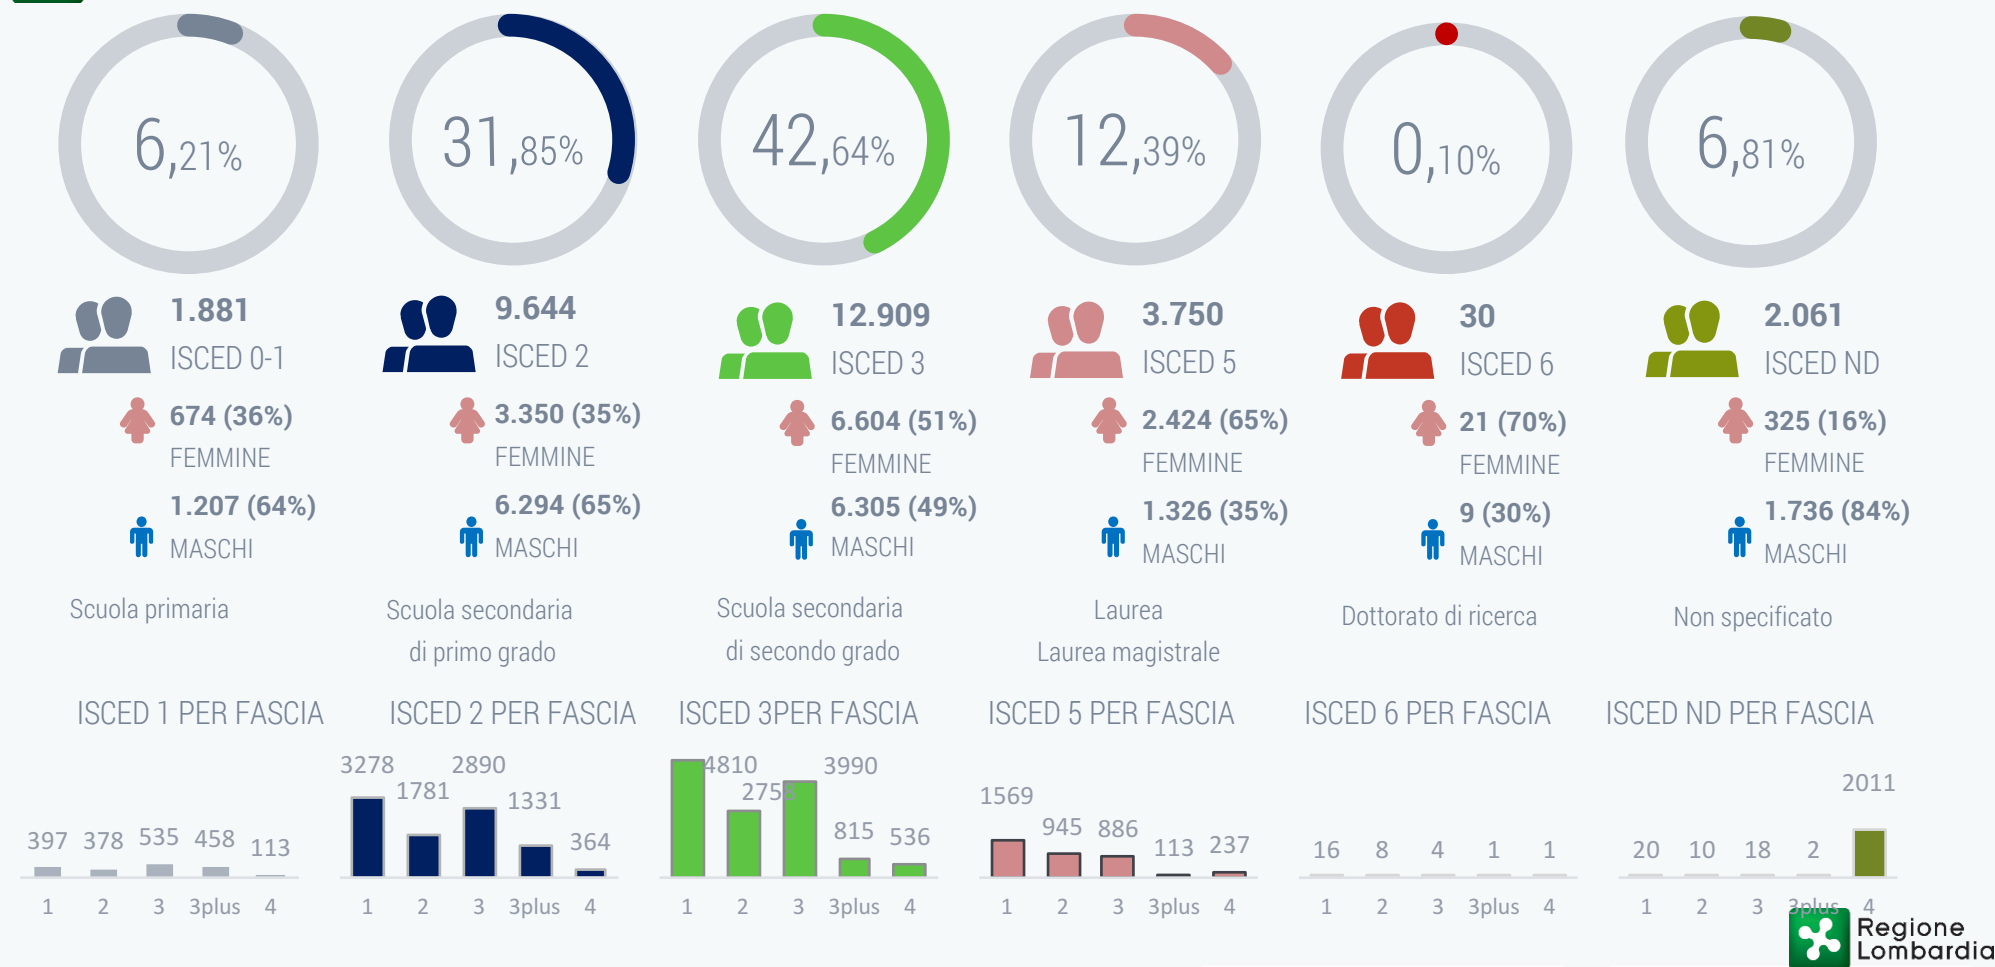 6,21%
31,85%
42,64%
12,39%
0,10%
6,81%
1.881
ISCED 0-1
674 (36%)
FEMMINE
1.207 (64%)
MASCHI
Scuola primaria
9.644
ISCED 2
3.350 (35%)
FEMMINE
6.294 (65%)
MASCHI
Scuola secondaria
di primo grado
12.909
ISCED 3
6.604 (51%)
FEMMINE
6.305 (49%)
MASCHI
Scuola secondaria
di secondo grado
3.750
ISCED 5
2.424 (65%)
FEMMINE
1.326 (35%)
MASCHI
Laurea
Laurea magistrale
30
ISCED 6
21 (70%)
FEMMINE
9 (30%)
MASCHI
Dottorato di ricerca
2.061
ISCED ND
325 (16%)
FEMMINE
1.736 (84%)
MASCHI
Non specificato
ISCED 1 PER FASCIA
397 378 535 458 113
1 2 3 3plus 4
ISCED 2 PER FASCIA
3278 1781 2890 1331 364
1 2 3 3plus 4
ISCED 3PER FASCIA
4810 3990 815 536
1 2 3 3plus 4
ISCED 5 PER FASCIA
1569 945 886 113 237
1 2 3 3plus 4
ISCED 6 PER FASCIA
16 8 4 1 1
1 2 3 3plus 4
ISCED ND PER FASCIA
20 10 18 2 2011
1 2 3 3plus 4
Regione
Lombardia